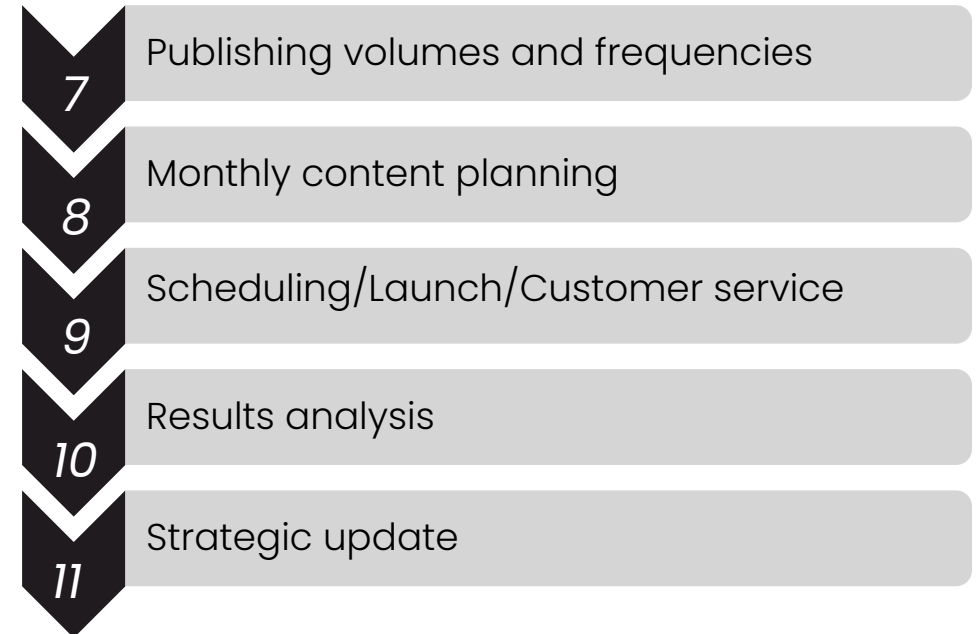 7
Publishing volumes and frequencies
8
Monthly content planning
9
Scheduling/Launch/Customer service
10
Results analysis
11
Strategic update